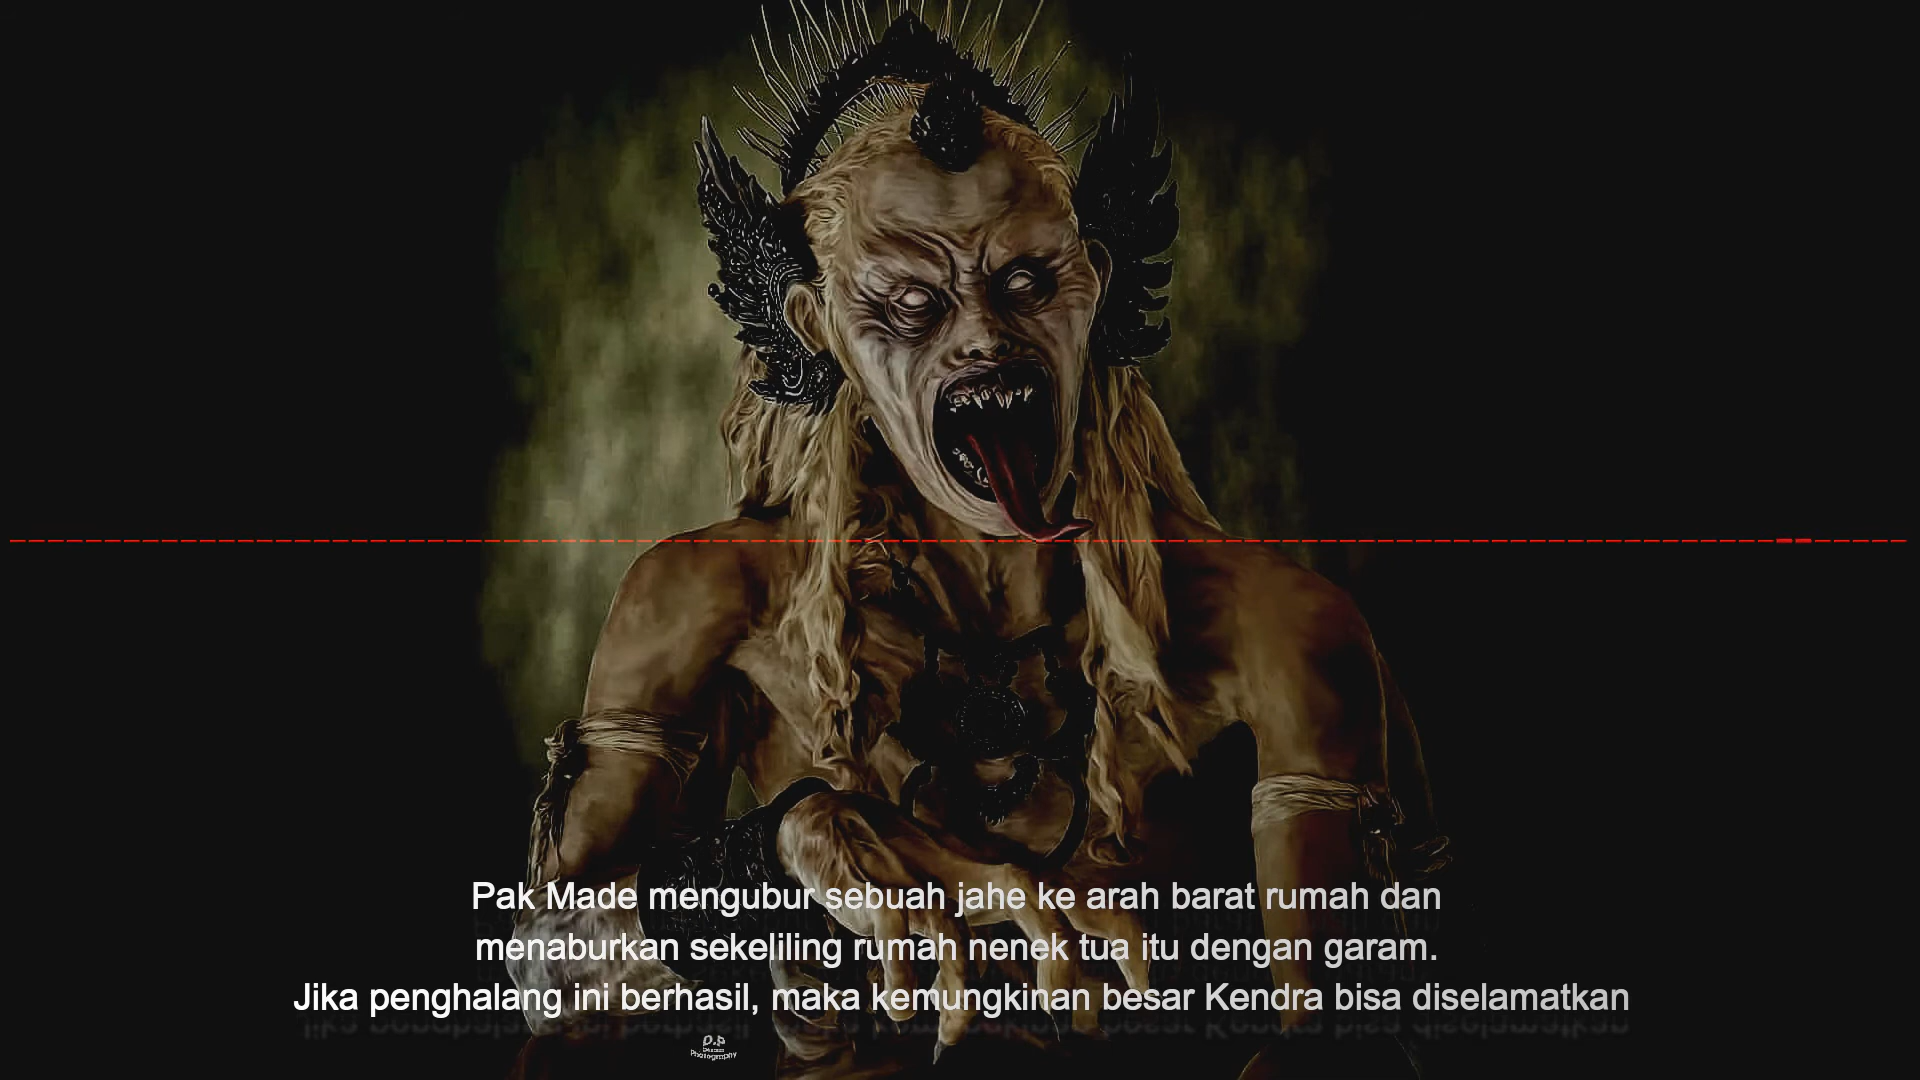 Pak Made mengubur sebuah jahe ke arah barat rumah dan
menaburkan sekeliling rumah nenek tua itu dengan garam.
Jika penghalang ini berhasil, maka kemungkinan besar Kendra bisa diselamatkan
D.P
Photography